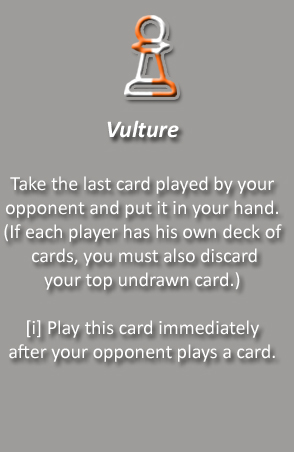 Vulture
Take the last card played by your
opponent and put it in your hand.
(If each player has his own deck of
cards, you must also discard
your top undrawn card.)
[i] Play this card immediately
after your opponent plays a card.